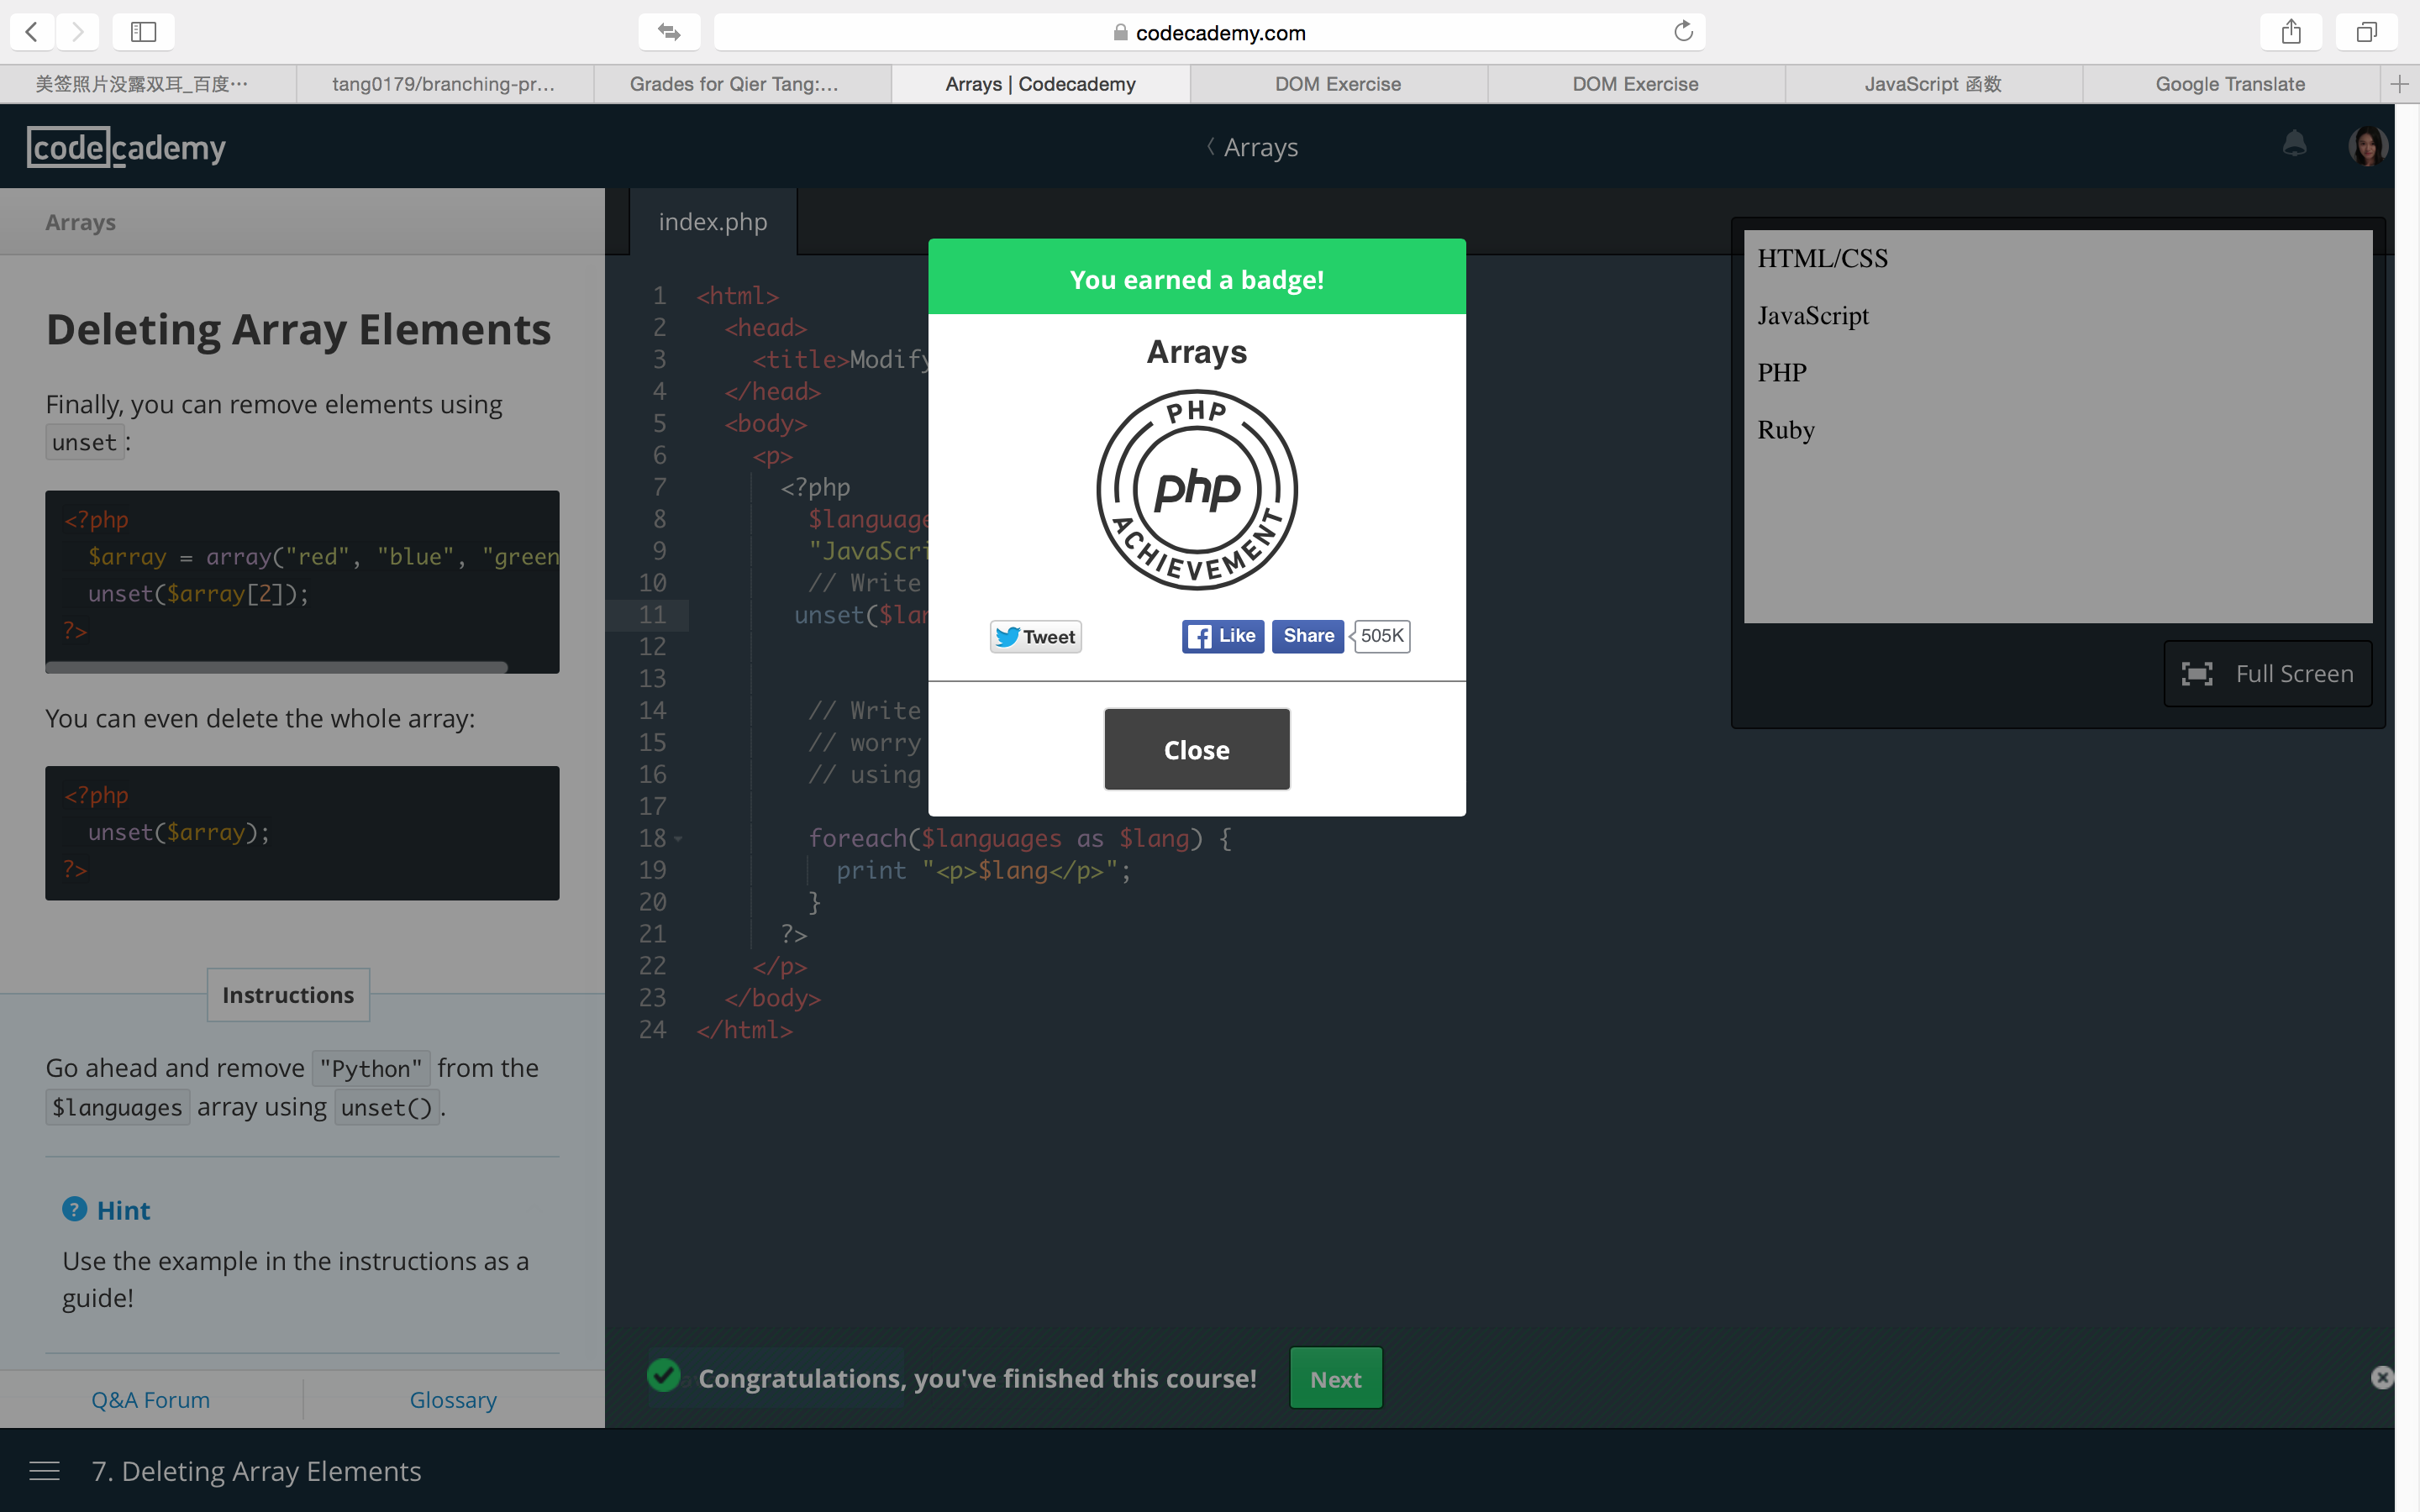 codecademy.com
美签照片没露双耳_百度…
tang0179/branching-pr...
Grades for Qier Tang:...
Arrays | Codecademy
DOM Exercise
DOM Exercise
JavaScript 函数
Google Translate
codecademy
Arrays
Arrays
Deleting Array Elements
Finally, you can remove elements using
unset:
<?php
$array = array("red", "blue", "green
unset($array[2]);
?>
You can even delete the whole array:
<?php
unset($array);
?>
Instructions
Go ahead and remove "Python" from the
$languages array using unset().
? Hint
Use the example in the instructions as a
guide!
Q&A Forum
Glossary
index.php
1 <html>
2 <head>
3 <title>Modify
4 </head>
5 <body>
6 <p>
7 <?php
8 $language
9 "JavaScri
10 // Write
11 unset($lan
12
13
14 // Write
15 // worry
16 // using
17
18 foreach($languages as $lang) {
19 print "<p>$lang</p>";
20 }
21 ?>
22 </p>
23 </body>
24 </html>
You earned a badge!
Arrays
PHP
php
ACHIEVEMENT
Tweet
Like
Share
505K
Close
HTML/CSS
JavaScript
PHP
Ruby
Full Screen
Congratulations, you've finished this course!
Next
7. Deleting Array Elements